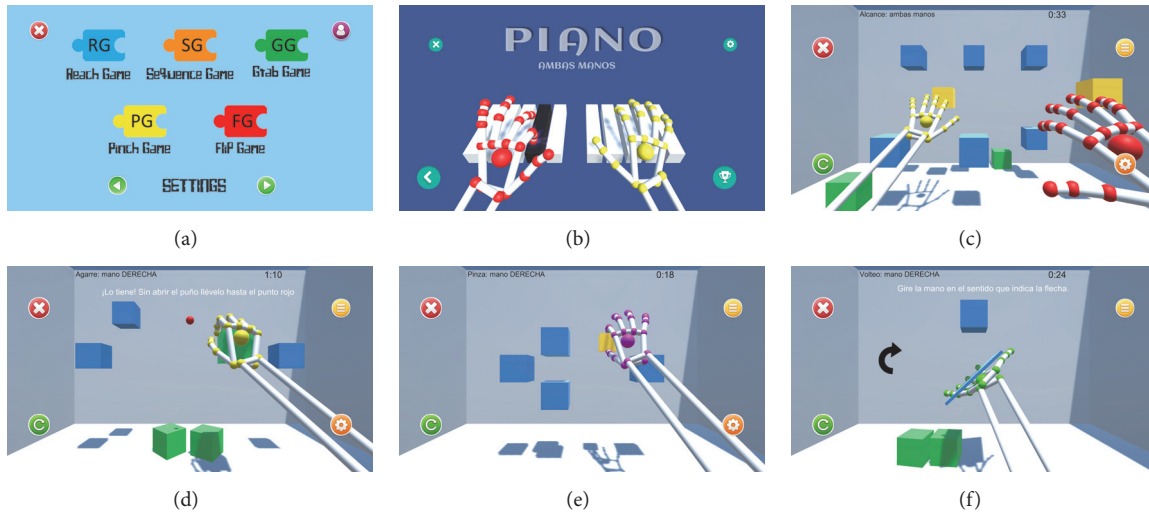 RG
SG
GG
Reach Game
Sequence Game
Grab Game
PG
FG
Pinch Game
Flip Game
SETTINGS
(a)
PIANO
AMBAS MANOS
(b)
Alcance: ambas manos
0:33
(c)
Agarre: mano DERECHA
1:10
¡Lo tiene! Sin abrir el puño llévelo hasta el punto rojo
(d)
Pinza: mano DERECHA
0:18
(e)
Volteo: mano DERECHA
0:24
Gire la mano en el sentido que indica la flecha.
(f)